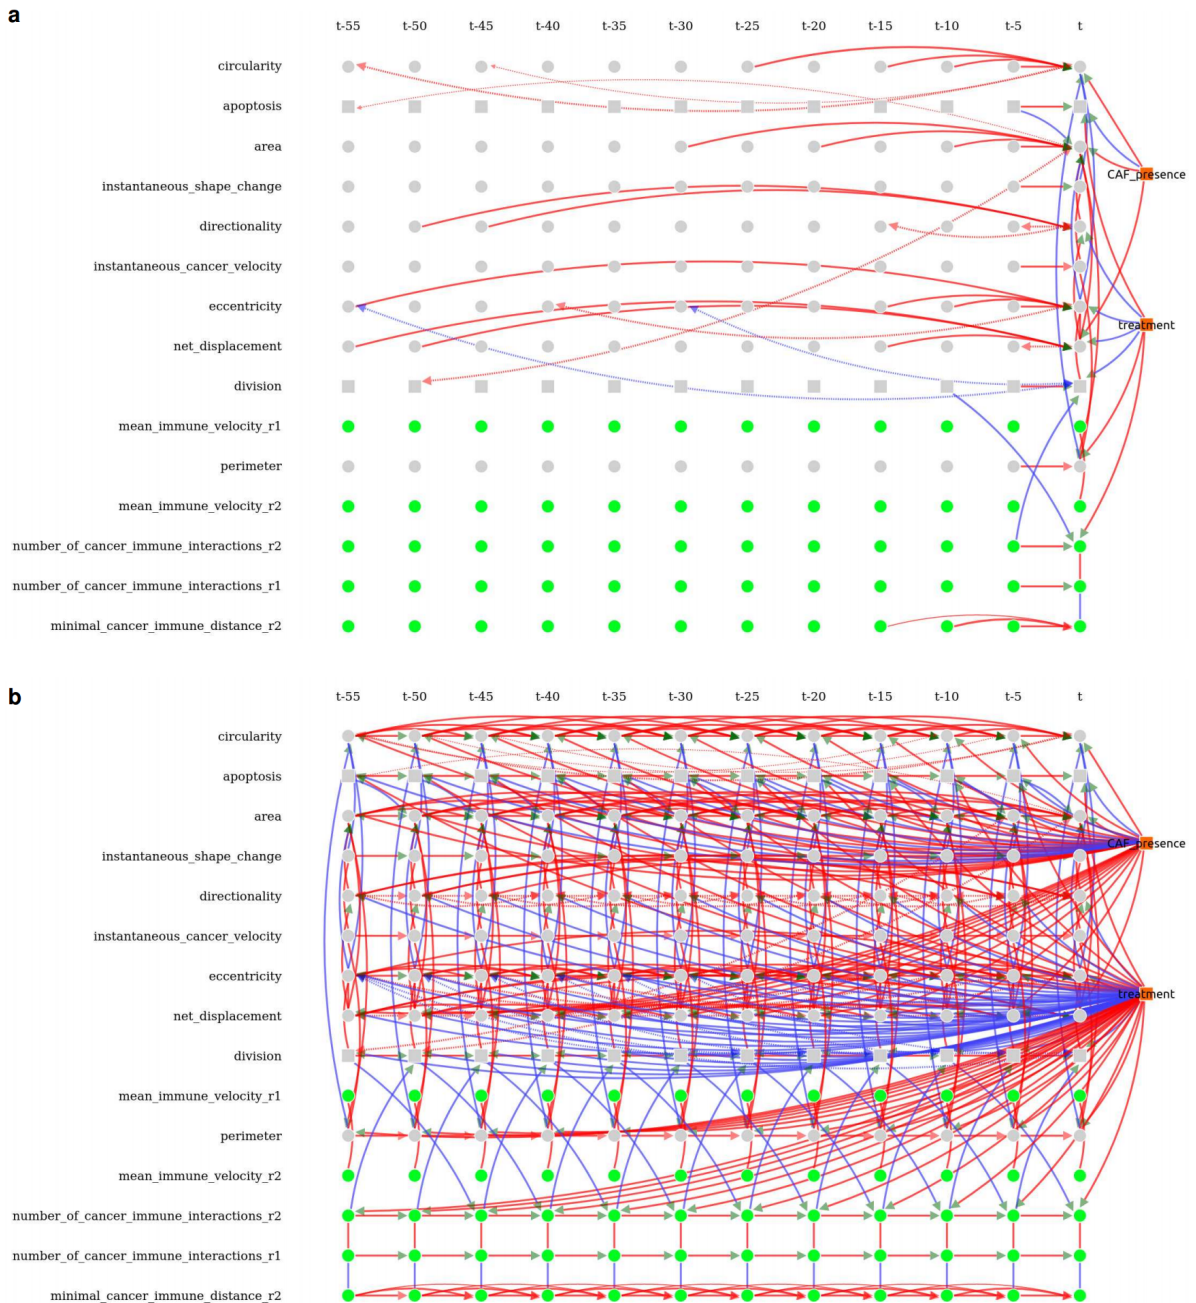 a
t-55 t-50 t-45 t-40 t-35 t-30 t-25 t-20 t-15 t-10 t-5 t
circularity
apoptosis
area
instantaneous_shape_change
directionality
instantaneous_cancer_velocity
eccentricity
net_displacement
division
mean_immune_velocity_r1
perimeter
mean_immune_velocity_r2
number_of_cancer_immune_interactions_r2
number_of_cancer_immune_interactions_r1
minimal_cancer_immune_distance_r2
CAF_presence
treatment
b
t-55 t-50 t-45 t-40 t-35 t-30 t-25 t-20 t-15 t-10 t-5 t
circularity
apoptosis
area
instantaneous_shape_change
directionality
instantaneous_cancer_velocity
eccentricity
net_displacement
division
mean_immune_velocity_r1
perimeter
mean_immune_velocity_r2
number_of_cancer_immune_interactions_r2
number_of_cancer_immune_interactions_r1
minimal_cancer_immune_distance_r2
CAF_presence
treatment